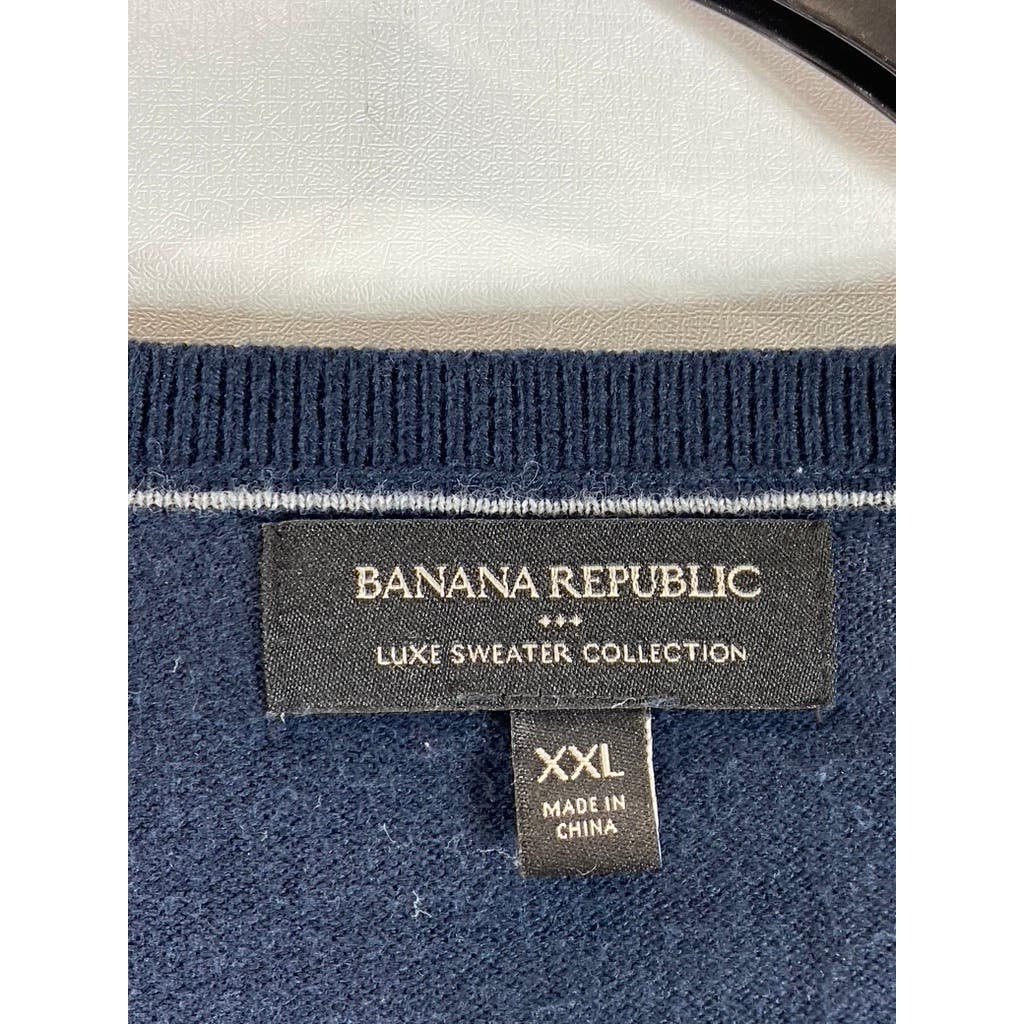 BANANA REPUBLIC
LUXE SWEATER COLLECTION
XXL
MADE IN
CHINA